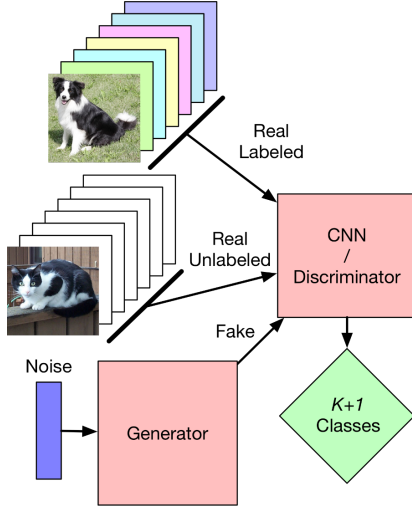 Real
Labeled
Real
Unlabeled
CNN
/
Discriminator
Fake
Noise
Generator
K+1
Classes